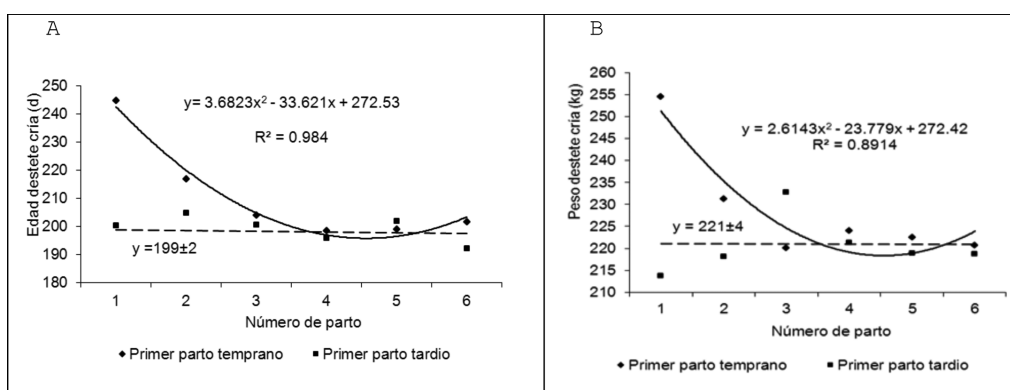 A
Edad destete cría (d)
250
240
230
220
210
200
190
180
y= 3.6823x² - 33.621x + 272.53
R² = 0.984
y =199±2
1 2 3 4 5 6
Número de parto
Primer parto temprano Primer parto tardio
B
Peso destete cría (kg)
260
255
250
245
240
235
230
225
220
215
210
y = 2.6143x² - 23.779x + 272.42
R² = 0.8914
y = 221±4
1 2 3 4 5 6
Número de parto
Primer parto temprano Primer parto tardio